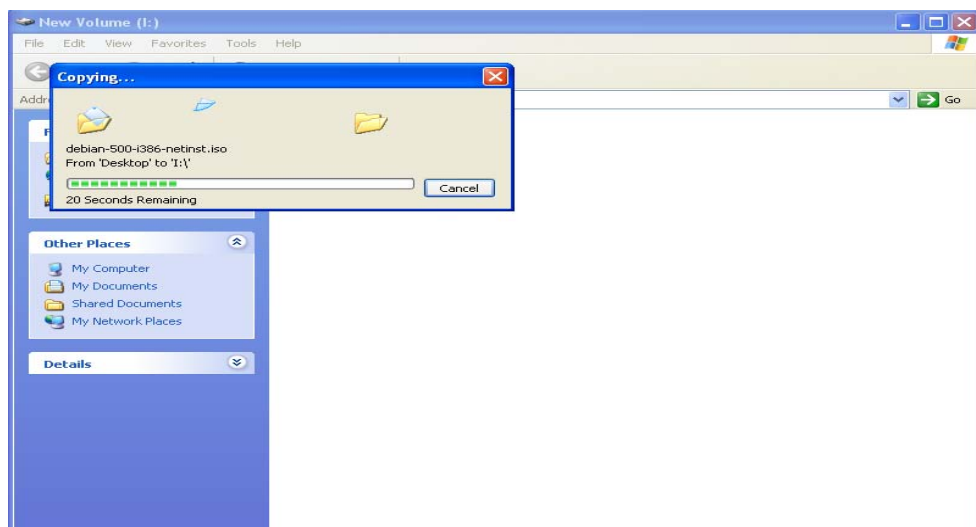 New Volume (I:)
File Edit View Favorites Tools Help
Copying...
Go
debian-500-i386-netinst.iso
From 'Desktop' to 'I:\'
Cancel
20 Seconds Remaining
Other Places
My Computer
My Documents
Shared Documents
My Network Places
Details